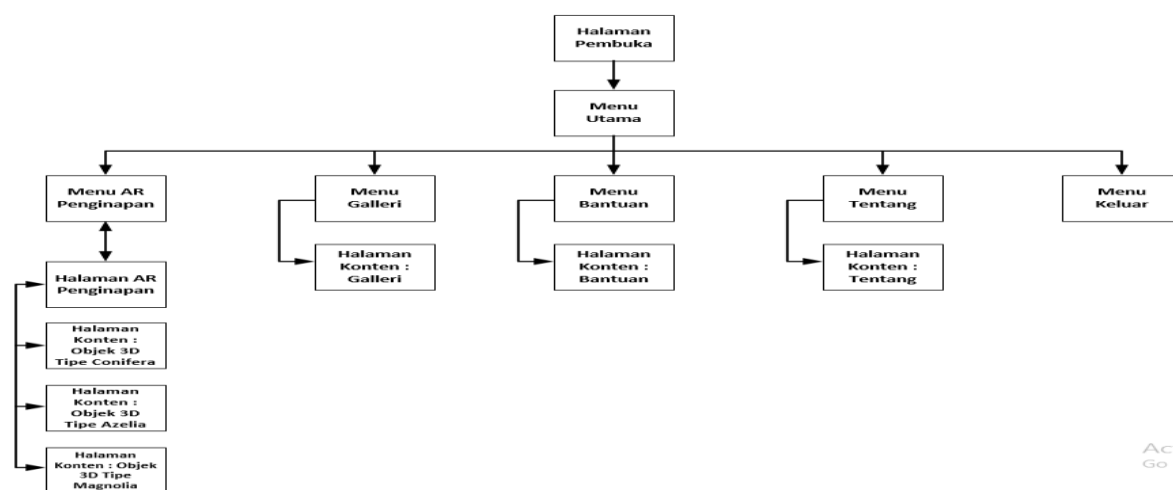 Halaman
Pembuka
Menu
Utama
Menu AR
Penginapan
Menu
Galleri
Menu
Bantuan
Menu
Tentang
Menu
Keluar
Halaman
Konten :
Galleri
Halaman
Konten :
Bantuan
Halaman
Konten :
Tentang
Halaman AR
Penginapan
Halaman
Konten :
Objek 3D
Tipe Conifera
Halaman
Konten :
Objek 3D
Tipe Azelia
Halaman
Konten : Objek
3D Tipe
Magnolia
Ac
Go